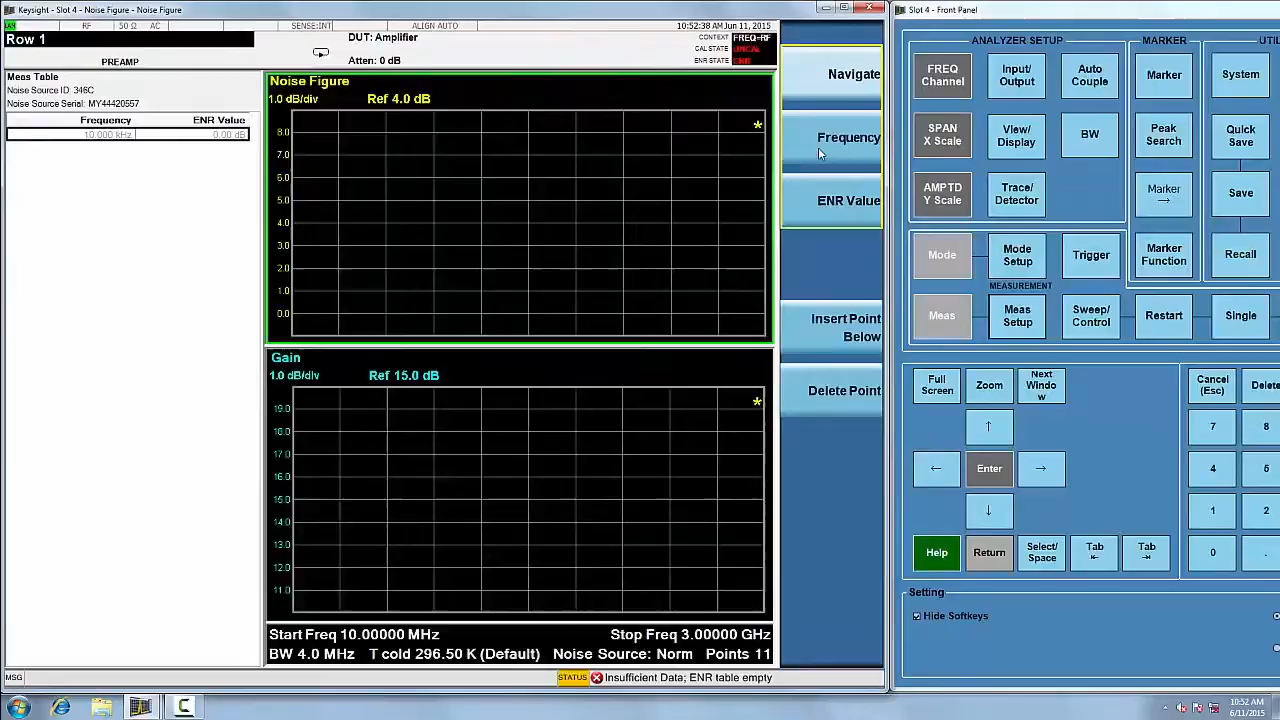 Keysight - Slot 4 - Noise Figure - Noise Figure
RF 50 Ω AC SENSE:INT ALIGN AUTO 10:52:38 AM Jun 11, 2015
Row 1
PREAMP
DUT: Amplifier
Atten: 0 dB
CONTEXT FREQ-RF
CAL STATE UNCAL
ENR STATE ENR
Meas Table
Noise Source ID: 346C
Noise Source Serial: MY44420557
Frequency ENR Value
10.000 kHz 0.00 dB
Noise Figure
1.0 dB/div Ref 4.0 dB
8.0
7.0
6.0
5.0
4.0
3.0
2.0
1.0
0.0
*
Gain
1.0 dB/div Ref 15.0 dB
19.0
18.0
17.0
16.0
15.0
14.0
13.0
12.0
11.0
*
Start Freq 10.00000 MHz Stop Freq 3.00000 GHz
BW 4.0 MHz T cold 296.50 K (Default) Noise Source: Norm Points 11
MSG
STATUS Insufficient Data; ENR table empty
Navigate
Frequency
ENR Value
Insert Point
Below
Delete Point
Slot 4 - Front Panel
ANALYZER SETUP MARKER
FREQ
Channel
Input/
Output
Auto
Couple
Marker
System
SPAN
X Scale
View/
Display
BW
Peak
Search
Quick
Save
AMPTD
Y Scale
Trace/
Detector
Marker
→
Save
Mode
Mode
Setup
Trigger
Marker
Function
Recall
MEASUREMENT
Meas
Meas
Setup
Sweep/
Control
Restart
Single
Full
Screen
Zoom
Next
Windo
w
Cancel
(Esc)
Delete
↑
7 8
←
Enter
→
4 5
↓
1 2
Help
Return
Select/
Space
Tab
⇤
Tab
⇥
0 .
Setting
Hide Softkeys
10:52 AM
6/11/2015